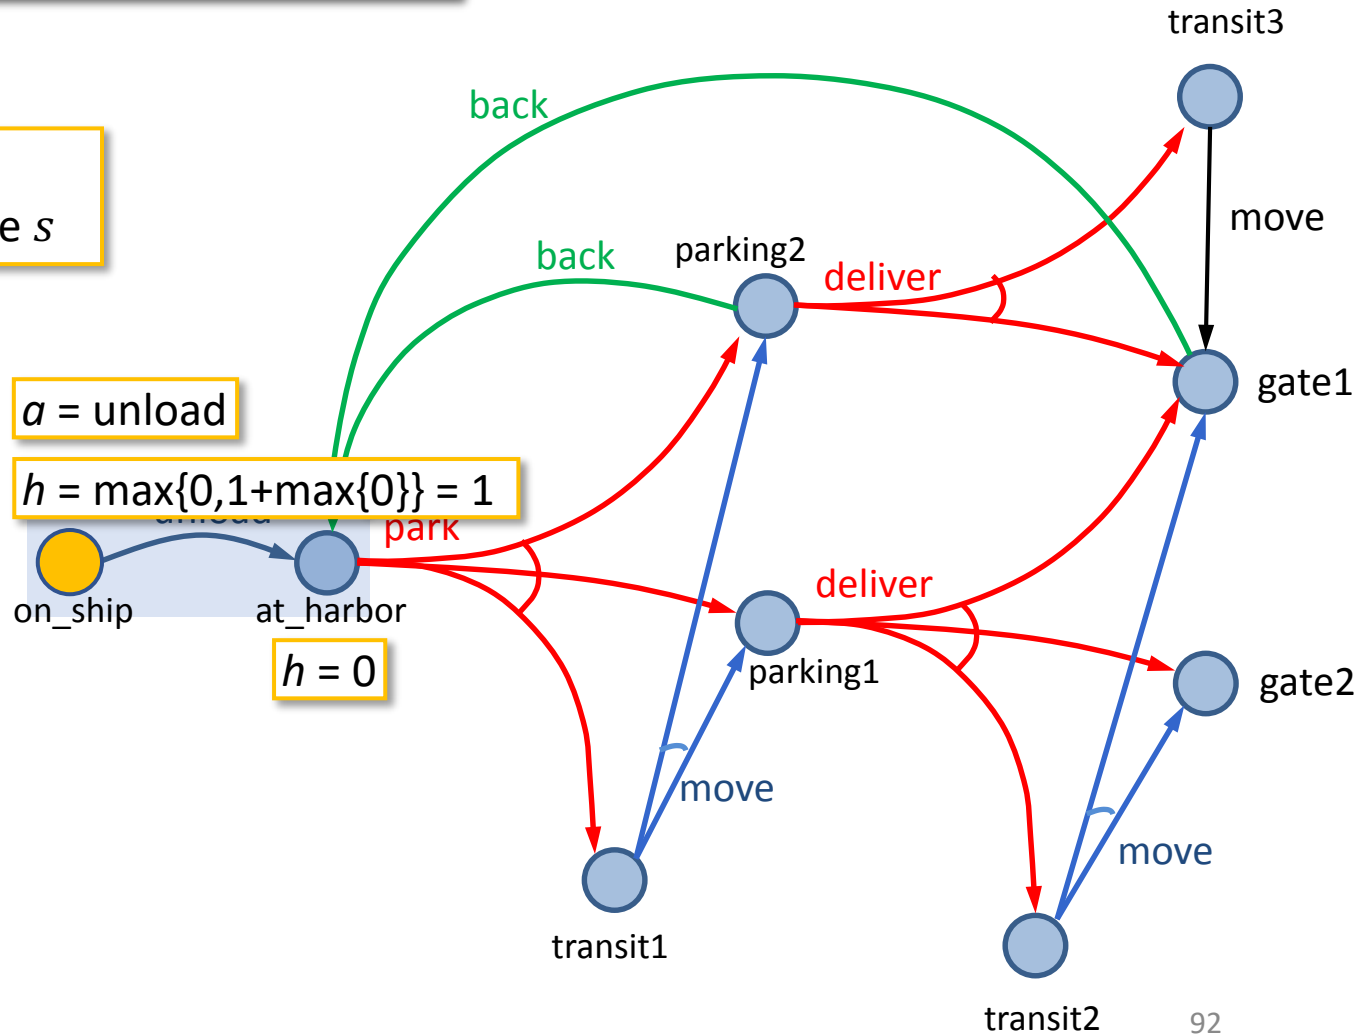 transit3
back
e s
move
parking2
back
deliver
gate1
a = unload
h = max{0,1+max{0}} = 1
park
deliver
on_ship
at_harbor
h = 0
parking1
gate2
move
move
transit1
transit2
92